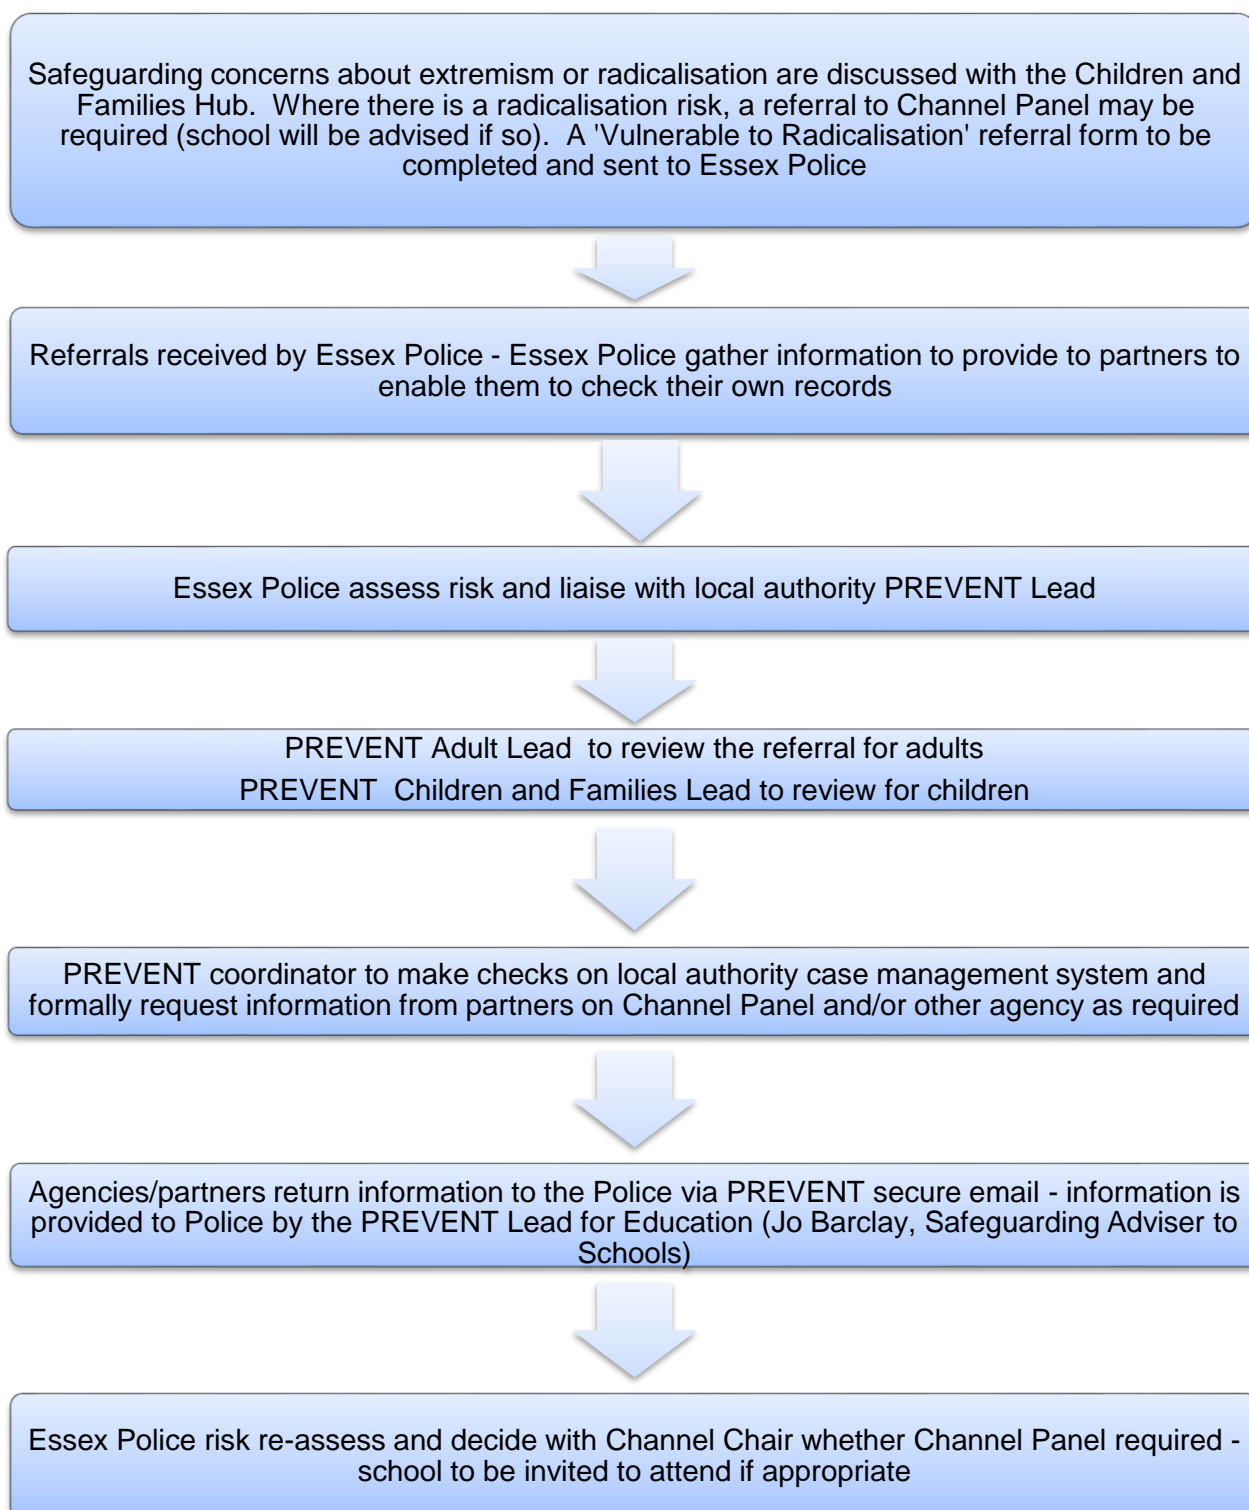 Safeguarding concerns about extremism or radicalisation are discussed with the Children and
Families Hub.  Where there is a radicalisation risk, a referral to Channel Panel may be
required (school will be advised if so).  A 'Vulnerable to Radicalisation' referral form to be
completed and sent to Essex Police
Referrals received by Essex Police - Essex Police gather information to provide to partners to
enable them to check their own records
Essex Police assess risk and liaise with local authority PREVENT Lead
PREVENT Adult Lead  to review the referral for adults
PREVENT  Children and Families Lead to review for children
PREVENT coordinator to make checks on local authority case management system and
formally request information from partners on Channel Panel and/or other agency as required
Agencies/partners return information to the Police via PREVENT secure email - information is
provided to Police by the PREVENT Lead for Education (Jo Barclay, Safeguarding Adviser to
Schools)
Essex Police risk re-assess and decide with Channel Chair whether Channel Panel required -
school to be invited to attend if appropriate